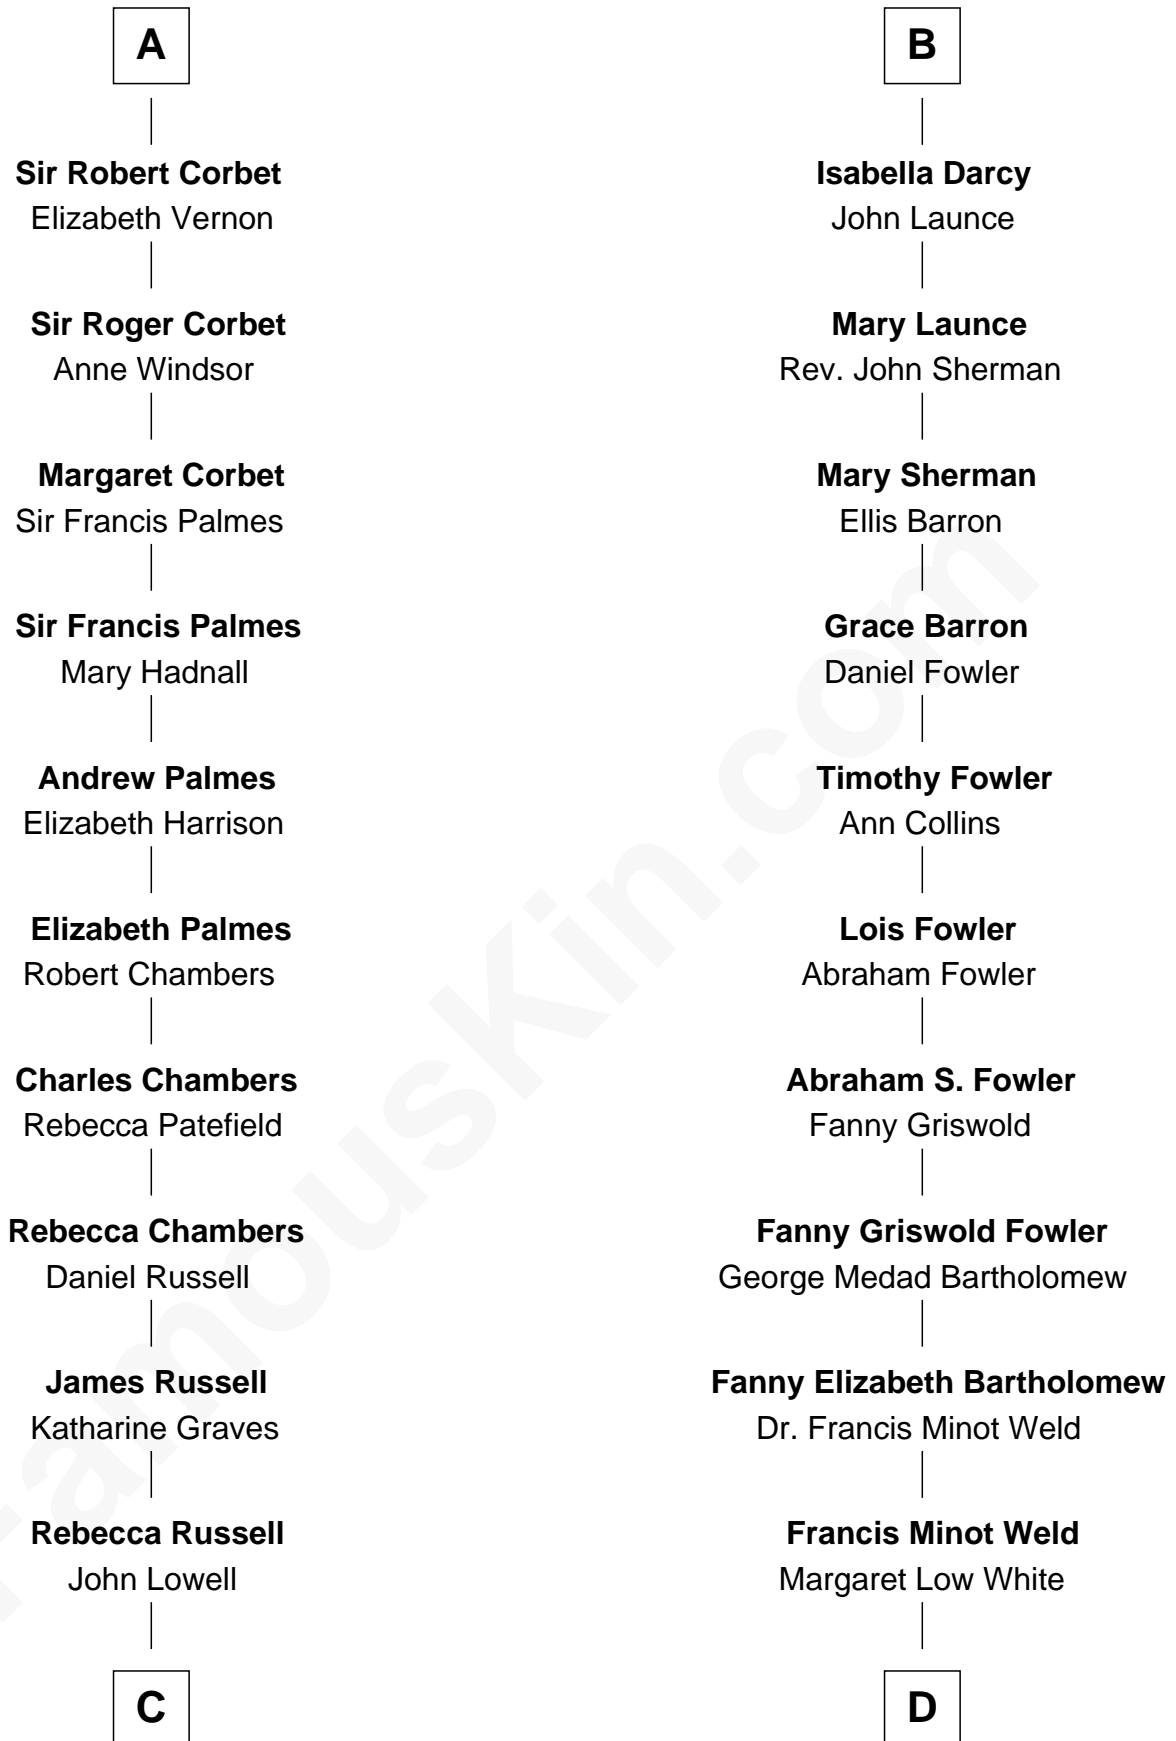 A
Sir Robert Corbet
Elizabeth Vernon
Sir Roger Corbet
Anne Windsor
Margaret Corbet
Sir Francis Palmes
Sir Francis Palmes
Mary Hadnall
Andrew Palmes
Elizabeth Harrison
Elizabeth Palmes
Robert Chambers
Charles Chambers
Rebecca Patefield
Rebecca Chambers
Daniel Russell
James Russell
Katharine Graves
Rebecca Russell
John Lowell
C
B
Isabella Darcy
John Launce
Mary Launce
Rev. John Sherman
Mary Sherman
Ellis Barron
Grace Barron
Daniel Fowler
Timothy Fowler
Ann Collins
Lois Fowler
Abraham Fowler
Abraham S. Fowler
Fanny Griswold
Fanny Griswold Fowler
George Medad Bartholomew
Fanny Elizabeth Bartholomew
Dr. Francis Minot Weld
Francis Minot Weld
Margaret Low White
D
FamousKin.com